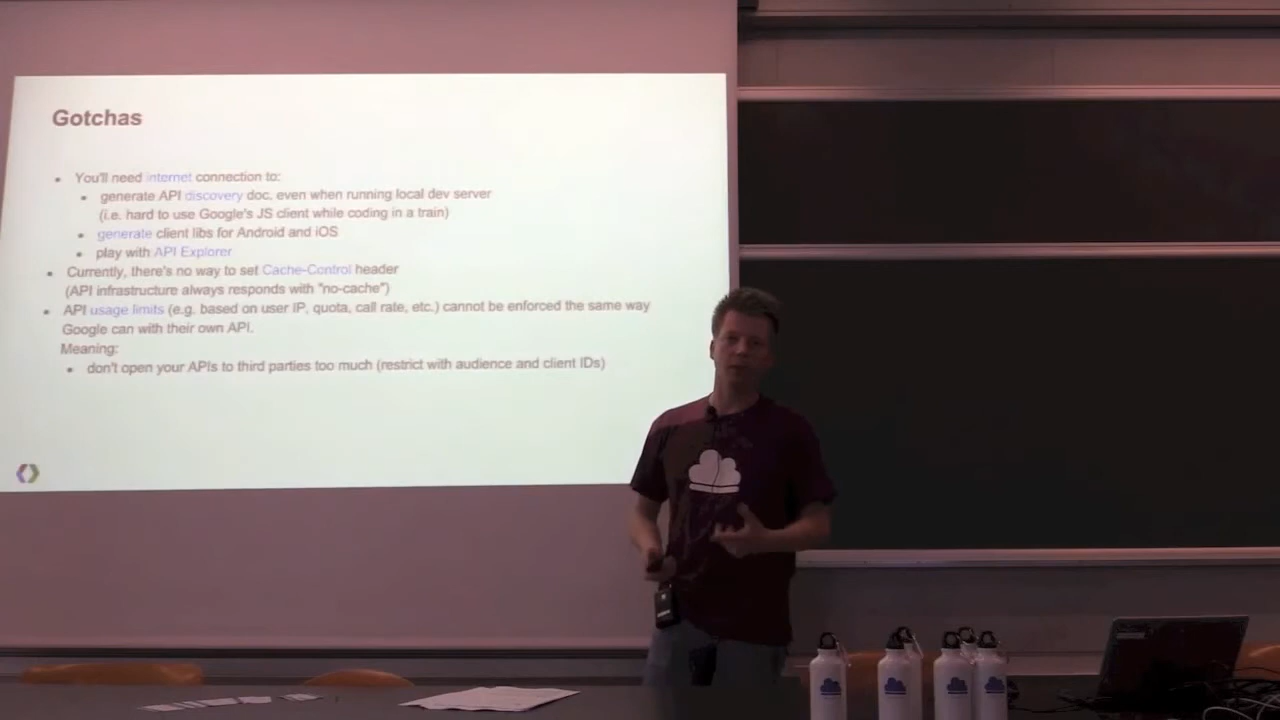 Gotchas
You'll need internet connection to:
generate API discovery doc, even when running local dev server
(i.e. hard to use Google's JS client while coding in a train)
generate client libs for Android and iOS
play with API Explorer
Currently, there's no way to set Cache-Control header
(API infrastructure always responds with "no-cache")
API usage limits (e.g. based on user IP, quota, call rate, etc.) cannot be enforced the same way
Google can with their own API.
Meaning:
don't open your APIs to third parties too much (restrict with audience and client IDs)